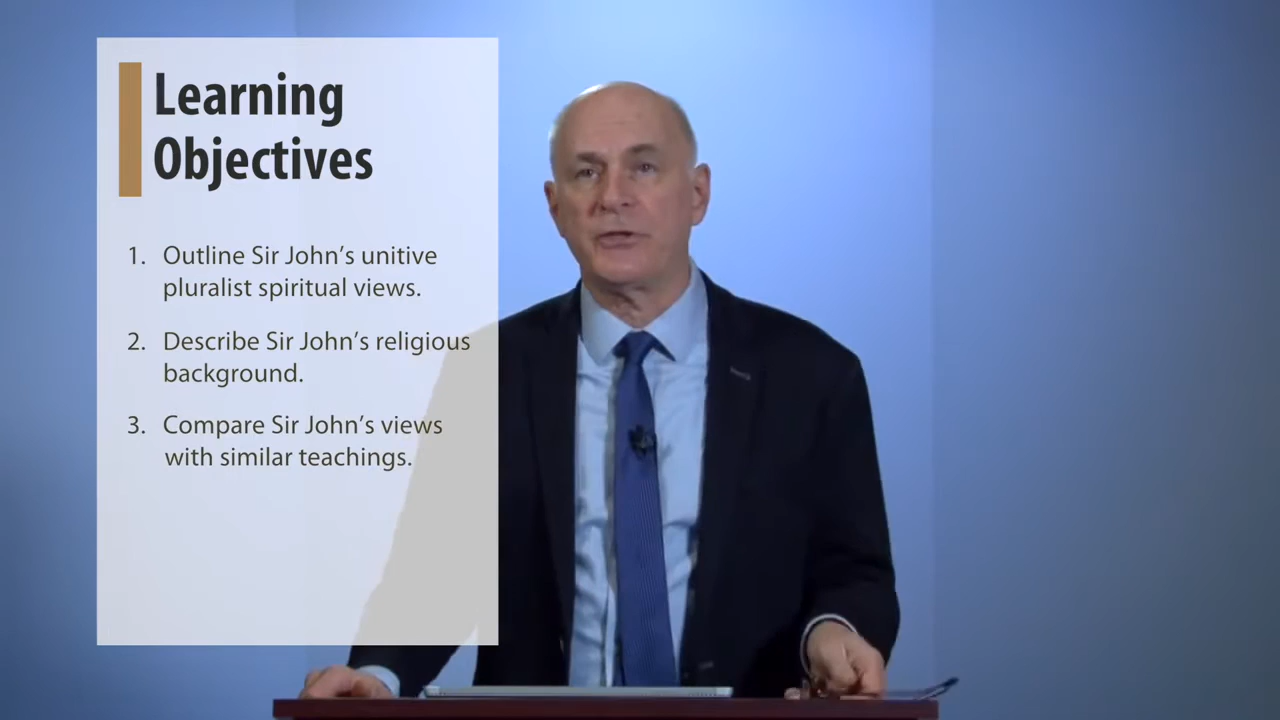 Learning
Objectives
1. Outline Sir John’s unitive
pluralist spiritual views.
2. Describe Sir John’s religious
background.
3. Compare Sir John’s views
with similar teachings.